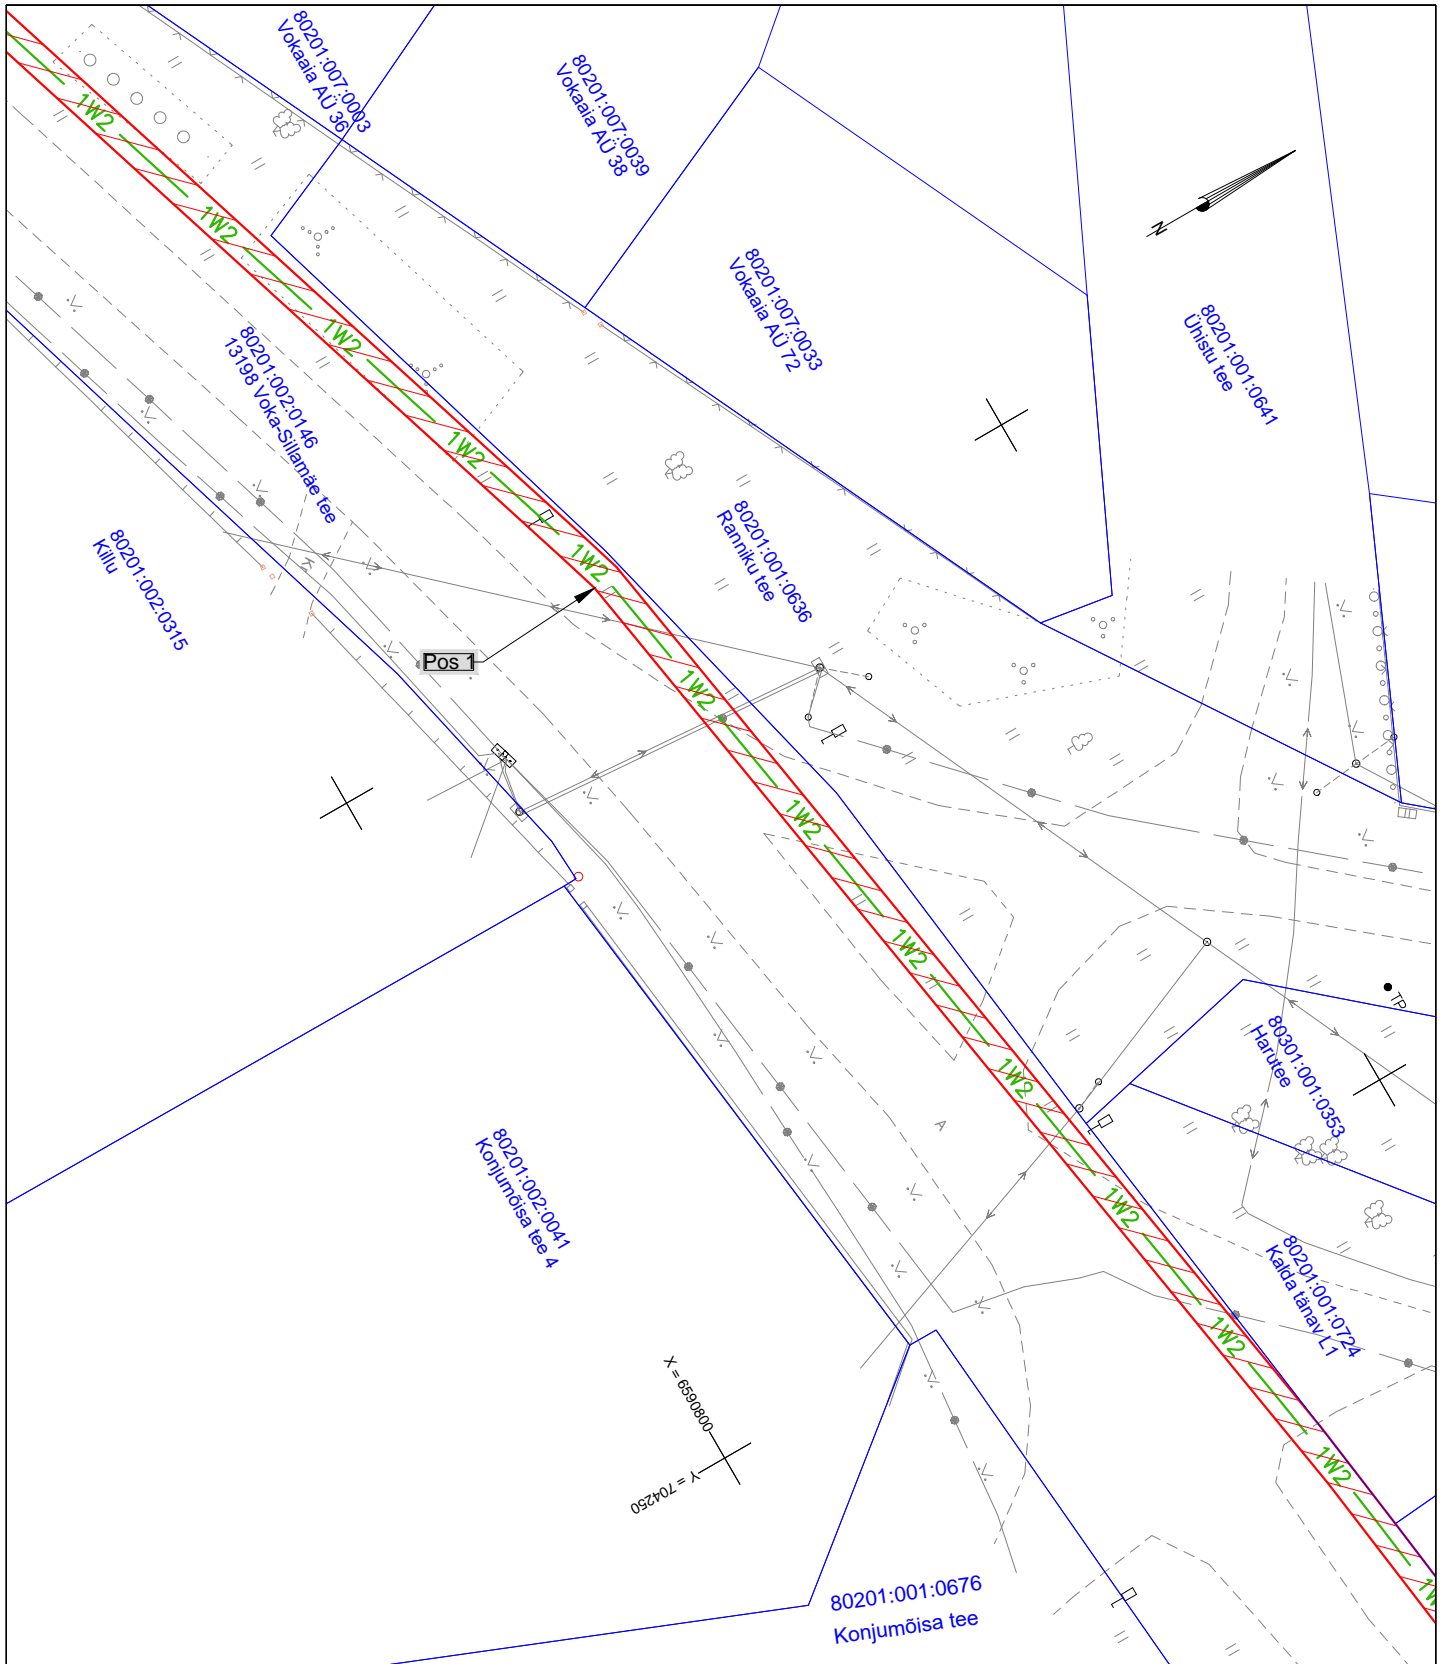 80201:007:0003
Vokaaia AÜ 36
80201:007:0039
Vokaaia AÜ 38
80201:007:0033
Vokaaia AÜ 72
N
80201:001:0641
Ühistu tee
1W2
1W2
1W2
1W2
1W2
1W2
1W2
1W2
1W2
1W2
1W2
1W2
1W
80201:002:0146
13198 Voka-Sillamäe tee
80201:002:0315
Killu
80201:001:0636
Ranniku tee
Pos 1
K
A
TP
80301:001:0353
Harutee
80201:002:0041
Konjumõisa tee 4
80201:001:0724
Kalda tänav L1
X = 6590800
Y = 704250
80201:001:0676
Konjumõisa tee